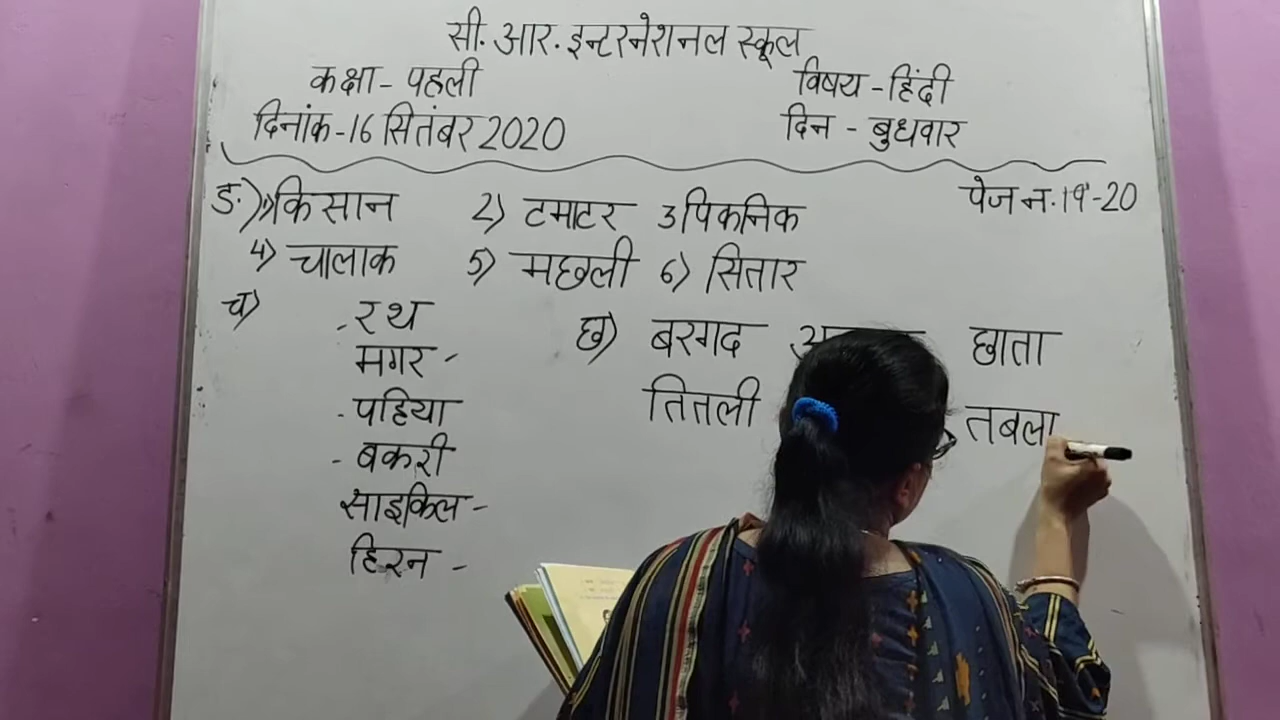 सी. आर. इन्टरनेशनल स्कूल
कक्षा - पहली विषय - हिंदी
दिनांक - 16 सितंबर 2020 दिन - बुधवार
पेज न. 19-20
ङ.) 1) किसान 2) टमाटर 3 पिकनिक
4) चालाक 5) मछली 6) सितार
च) - रथ
मगर -
- पहिया
- बकरी
साइकिल -
हिरन -
छ) बरगद छाता
तितली तबला